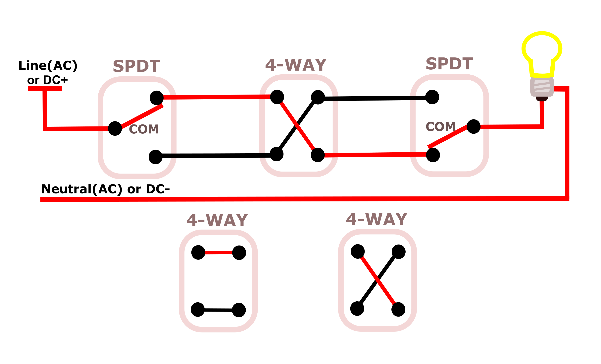 Line(AC)
or DC+
SPDT
4-WAY
SPDT
COM
COM
Neutral(AC) or DC-
4-WAY
4-WAY